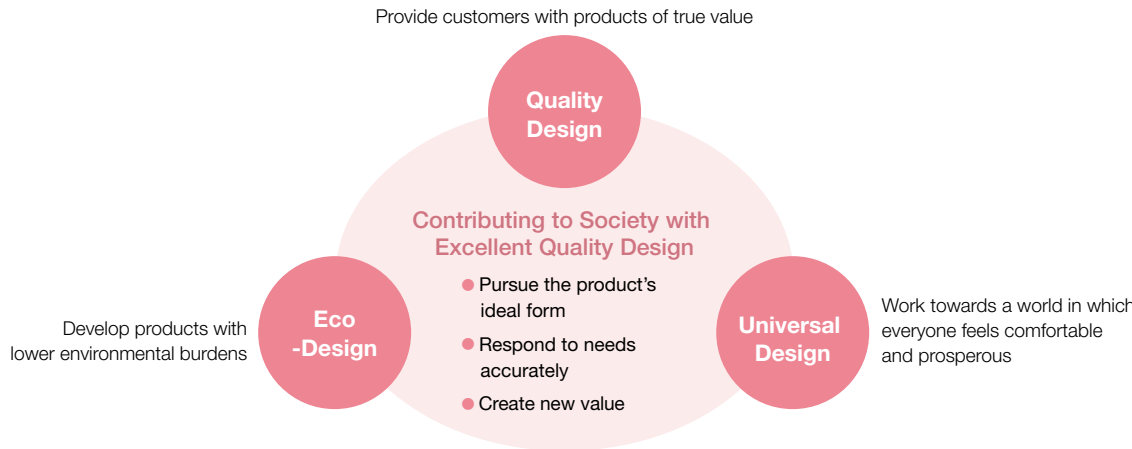 Provide customers with products of true value
Quality
Design
Contributing to Society with
Excellent Quality Design
● Pursue the product's
ideal form
● Respond to needs
accurately
● Create new value
Eco
-Design
Develop products with
lower environmental burdens
Universal
Design
Work towards a world in which
everyone feels comfortable
and prosperous